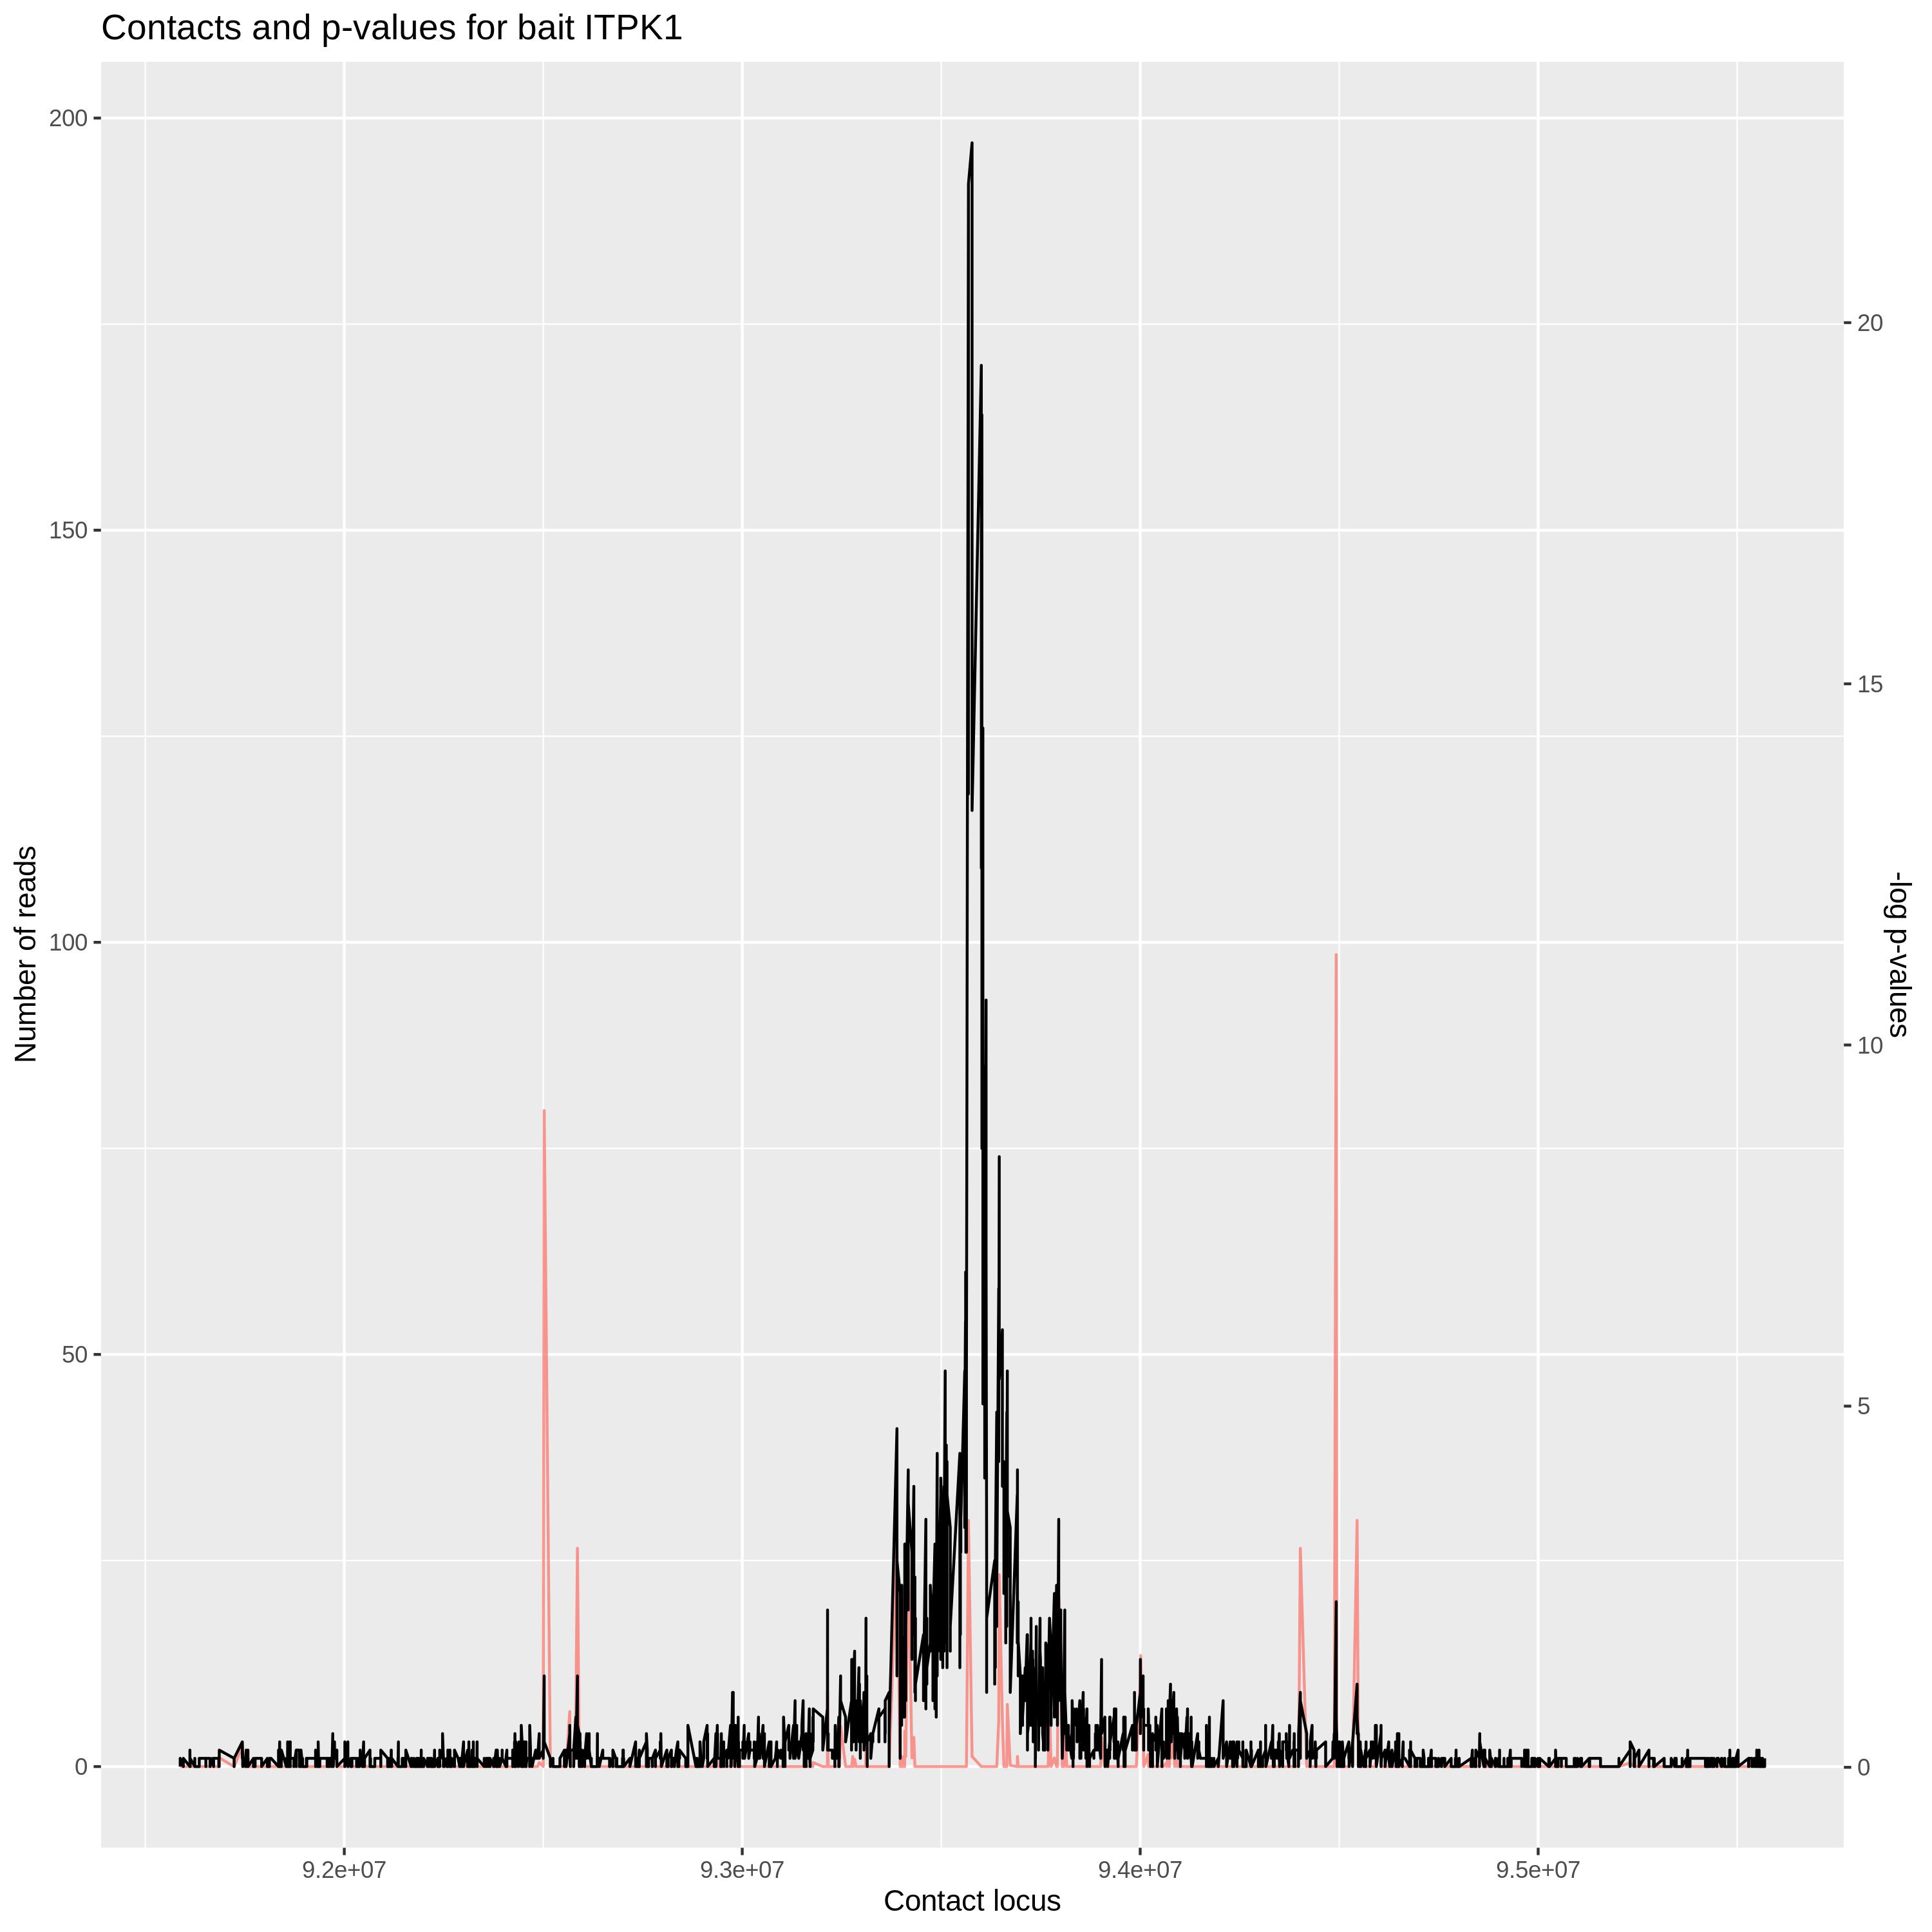 Contacts and p-values for bait ITPK1
200
150
100
50
0
Number of reads
20
15
10
5
0
-log p-values
9.2e+07
9.3e+07
9.4e+07
9.5e+07
Contact locus